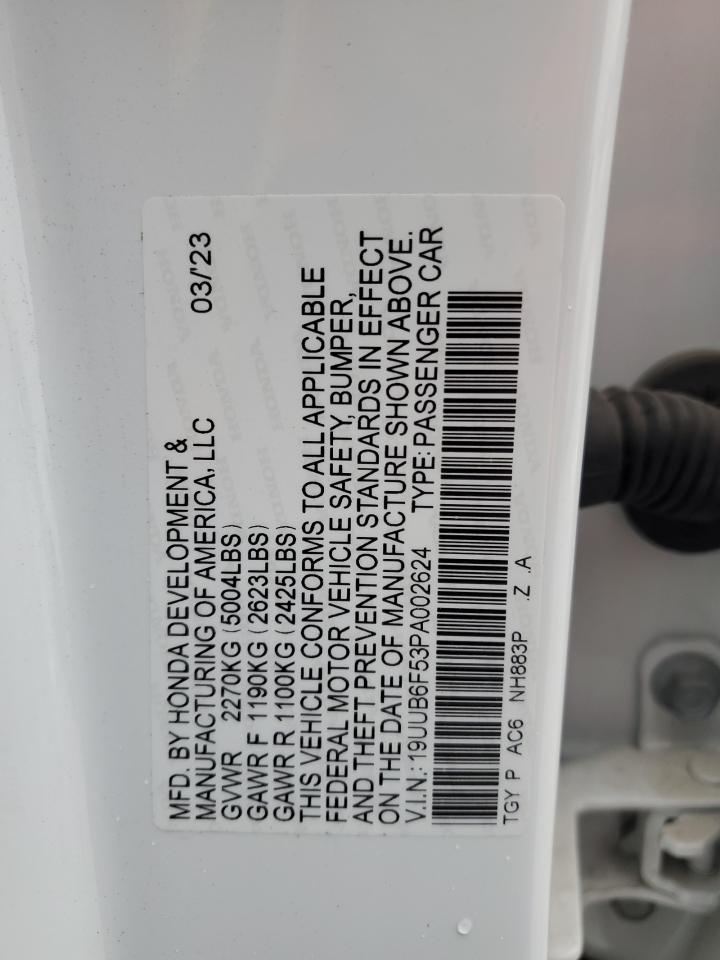 MFD. BY HONDA DEVELOPMENT &
MANUFACTURING OF AMERICA, LLC 03/'23
GVWR 2270KG (5004LBS)
GAWR F 1190KG (2623LBS)
GAWR R 1100KG (2425LBS)
THIS VEHICLE CONFORMS TO ALL APPLICABLE
FEDERAL MOTOR VEHICLE SAFETY, BUMPER,
AND THEFT PREVENTION STANDARDS IN EFFECT
ON THE DATE OF MANUFACTURE SHOWN ABOVE.
V.I.N.: 19UUB6F53PA002624 TYPE: PASSENGER CAR
TGY P AC6 NH883P .Z .A